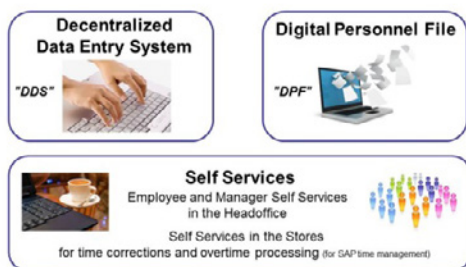 Decentralized
Data Entry System
"DDS"
Digital Personnel File
"DPF"
Self Services
Employee and Manager Self Services
in the Headoffice
Self Services in the Stores
for time corrections and overtime processing (for SAP time management)